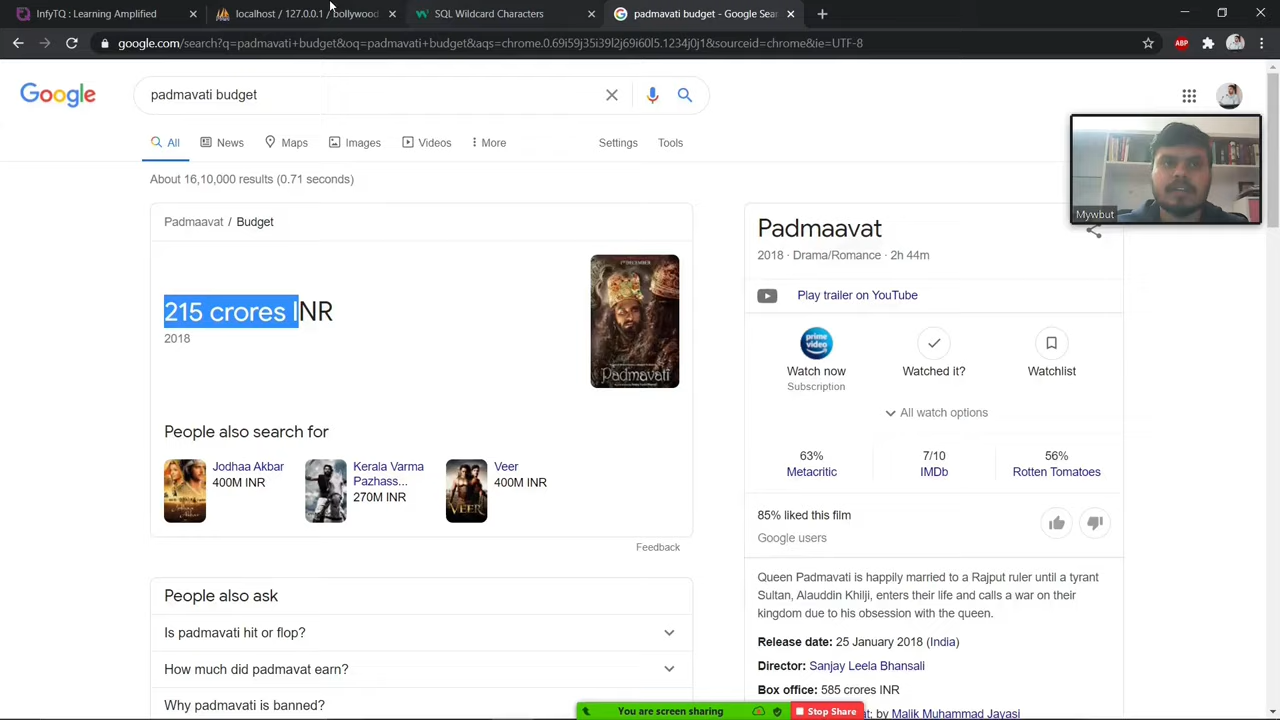 InfyTQ : Learning Amplified
localhost / 127.0.0.1 / bollywood
SQL Wildcard Characters
padmavati budget - Google Sea
google.com/search?q=padmavati+budget&oq=padmavati+budget&aqs=chrome.0.69i59j35i39l2j69i60l5.1234j0j1&sourceid=chrome&ie=UTF-8
ABP
Google
padmavati budget
All
News
Maps
Images
Videos
More
Settings
Tools
About 16,10,000 results (0.71 seconds)
Padmaavat / Budget
215 crores INR
2018
Padmavati
People also search for
Jodhaa Akbar
400M INR
Kerala Varma
Pazhass...
270M INR
Veer
400M INR
VEER
Feedback
People also ask
Is padmavati hit or flop?
How much did padmavat earn?
Why padmavati is banned?
Mywbut
Padmaavat
2018 · Drama/Romance · 2h 44m
Play trailer on YouTube
prime video
Watch now
Subscription
Watched it?
Watchlist
All watch options
63%
Metacritic
7/10
IMDb
56%
Rotten Tomatoes
85% liked this film
Google users
Queen Padmavati is happily married to a Rajput ruler until a tyrant
Sultan, Alauddin Khilji, enters their life and calls a war on their
kingdom due to his obsession with the queen.
Release date: 25 January 2018 (India)
Director: Sanjay Leela Bhansali
Box office: 585 crores INR
by Malik Muhammad Jayasi
You are screen sharing
Stop Share